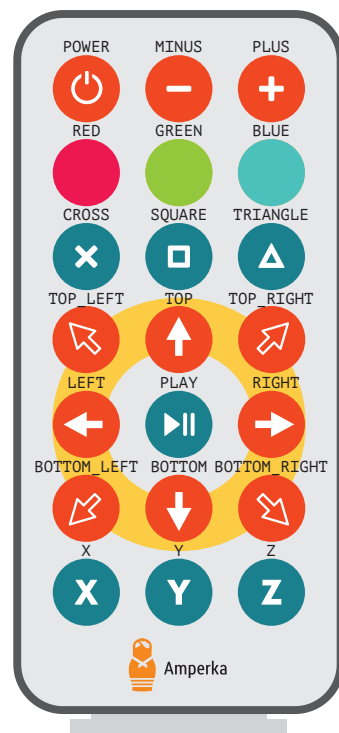 POWER MINUS PLUS
RED GREEN BLUE
CROSS SQUARE TRIANGLE
TOP_LEFT TOP TOP_RIGHT
LEFT PLAY RIGHT
BOTTOM_LEFT BOTTOM BOTTOM_RIGHT
X Y Z
X Y Z
Amperka